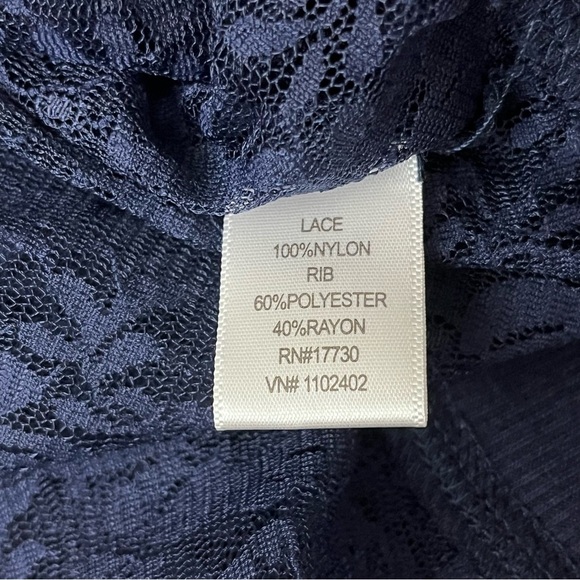 LACE
100%NYLON
RIB
60%POLYESTER
40%RAYON
RN#17730
VN# 1102402